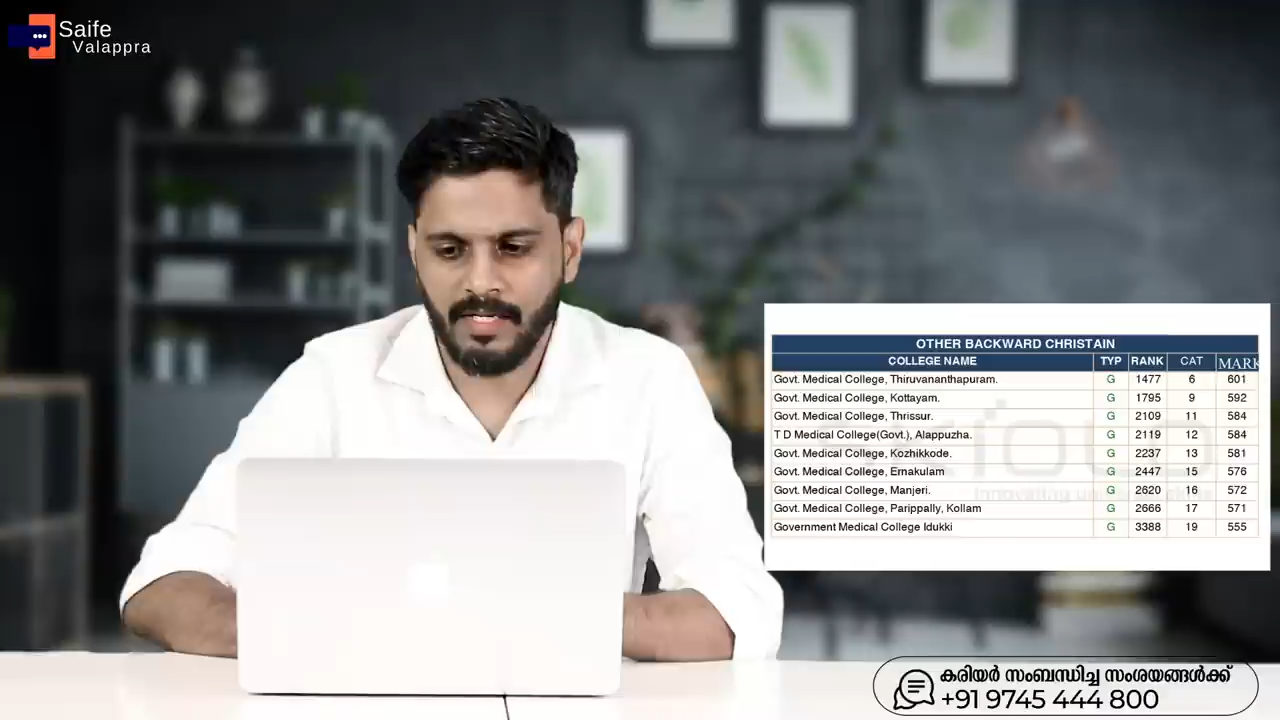 Saife
Valappra
OTHER BACKWARD CHRISTAIN
COLLEGE NAME TYP RANK CAT MARK
Govt. Medical College, Thiruvananthapuram. G 1477 6 601
Govt. Medical College, Kottayam. G 1795 9 592
Govt. Medical College, Thrissur. G 2109 11 584
T D Medical College(Govt.), Alappuzha. G 2119 12 584
Govt. Medical College, Kozhikkode. G 2237 13 581
Govt. Medical College, Ernakulam G 2447 15 576
Govt. Medical College, Manjeri. G 2620 16 572
Govt. Medical College, Parippally, Kollam G 2666 17 571
Government Medical College Idukki G 3388 19 555
കരിയർ സംബന്ധിച്ച സംശയങ്ങൾക്ക്
+91 9745 444 800